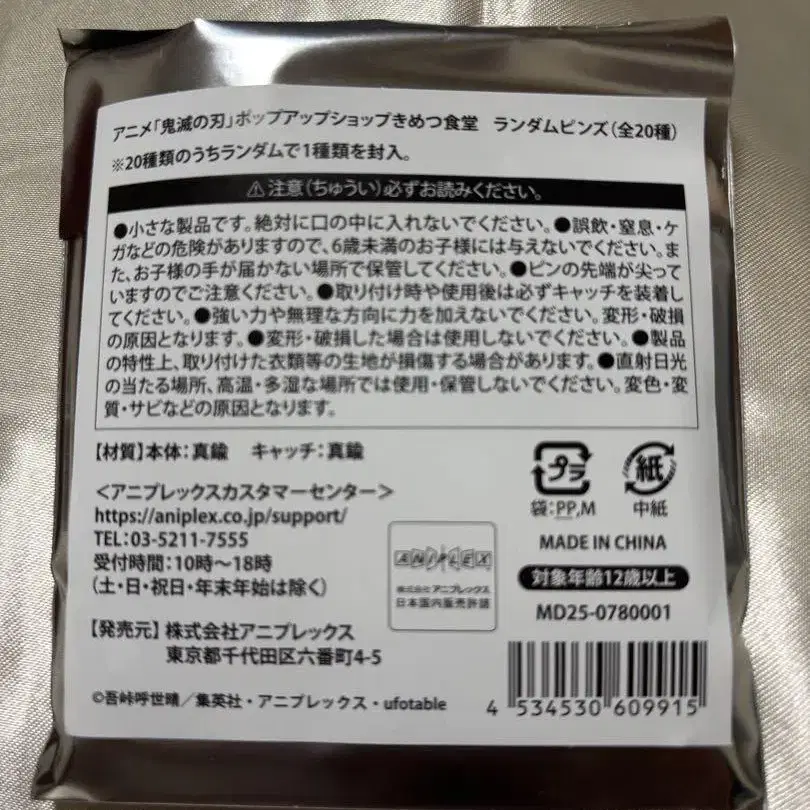 アニメ「鬼滅の刃」ポップアップショップきめつ食堂 ランダムピンズ(全20種)
※20種類のうちランダムで1種類を封入。
⚠注意(ちゅうい)必ずお読みください。
●小さな製品です。絶対に口の中に入れないでください。●誤飲・窒息・ケ
ガなどの危険がありますので、6歳未満のお子様には与えないでください。ま
た、お子様の手が届かない場所で保管してください。●ピンの先端が尖って
いますのでご注意ください。●取り付け時や使用後は必ずキャッチを装着し
てください。●強い力や無理な方向に力を加えないでください。変形・破損
の原因となります。●変形・破損した場合は使用しないでください。●製品
の特性上、取り付けた衣類等の生地が損傷する場合があります。●直射日光
の当たる場所、高温・多湿な場所では使用・保管しないでください。変色・変
質・サビなどの原因となります。
【材質】本体:真鍮 キャッチ:真鍮
<アニプレックスカスタマーセンター>
https://aniplex.co.jp/support/
TEL:03-5211-7555
受付時間:10時～18時
(土・日・祝日・年末年始は除く)
【発売元】株式会社アニプレックス
東京都千代田区六番町4-5
©吾峠呼世晴／集英社・アニプレックス・ufotable
ANIPLEX
株式会社 アニプレックス
日本国内販売許諾
プラ
袋:PP,M
紙
中紙
MADE IN CHINA
対象年齢12歳以上
MD25-0780001
4 534530 609915